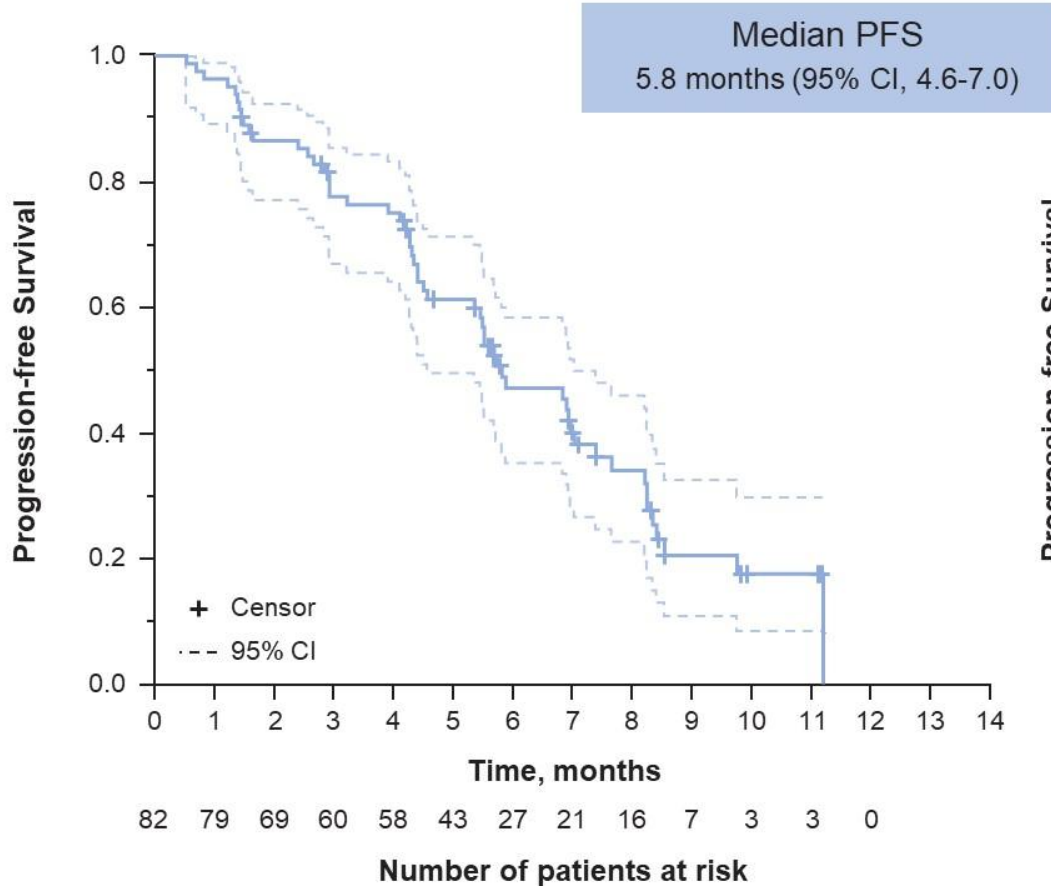 Median PFS
5.8 months (95% CI, 4.6-7.0)
Progression-free Survival
1.0
0.8
0.6
0.4
0.2
0.0
Censor
95% CI
0 1 2 3 4 5 6 7 8 9 10 11 12 13 14
Time, months
82 79 69 60 58 43 27 21 16 7 3 3 0
Number of patients at risk
Progression-free Survival